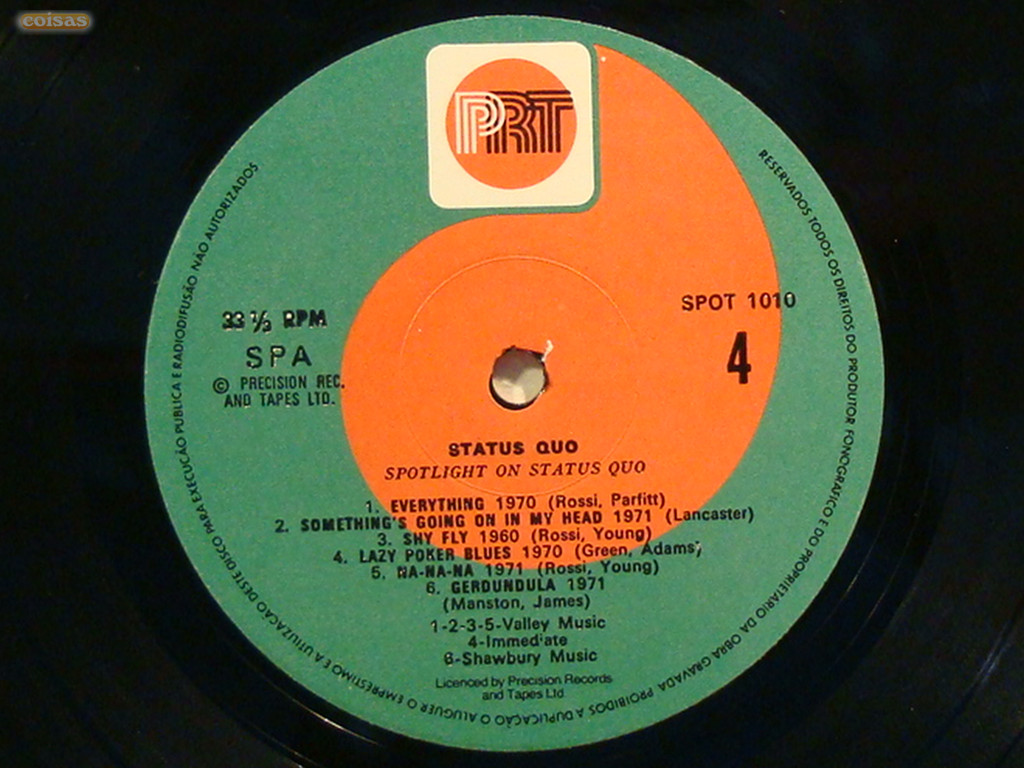 coisas
PRT
33 ⅓ RPM
SPA
© PRECISION REC.
AND TAPES LTD.
SPOT 1010
4
STATUS QUO
SPOTLIGHT ON STATUS QUO
1. EVERYTHING 1970 (Rossi, Parfitt)
2. SOMETHING'S GOING ON IN MY HEAD 1971 (Lancaster)
3. SHY FLY 1960 (Rossi, Young)
4. LAZY POKER BLUES 1970 (Green, Adams)
5. NA-NA-NA 1971 (Rossi, Young)
6. GERDUNDULA 1971
(Manston, James)
1-2-3-5-Valley Music
4-Immediate
6-Shawbury Music
Licenced by Precision Records
and Tapes Ltd
RESERVADOS TODOS OS DIREITOS DO PRODUTOR FONOGRÁFICO E DO PROPRIETARIO DA OBRA GRAVADA PROIBIDOS A DUPLICAÇÃO O ALUGUER O EMPRESTIMO E A UTILIZAÇÃO DESTE DISCO PARA EXECUÇÃO PUBLICA E RADIODIFUSÃO NÃO AUTORIZADOS